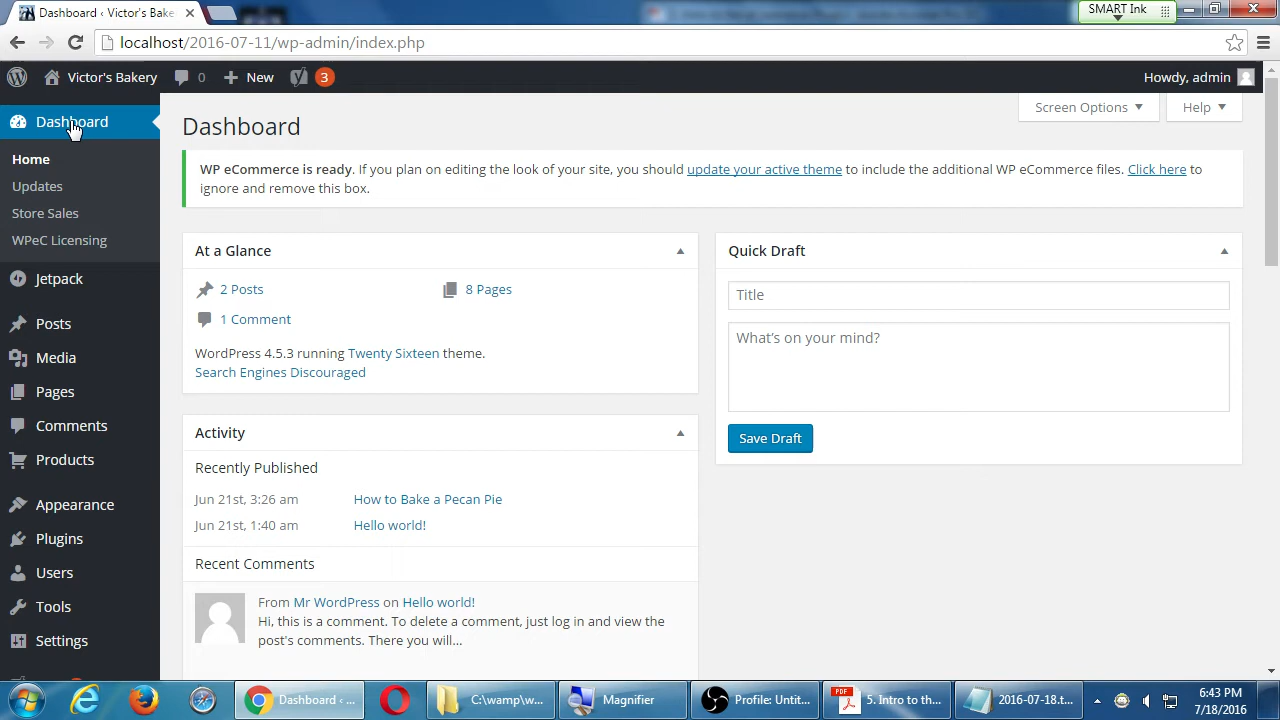 Dashboard ‹ Victor's Bake
SMART Ink
localhost/2016-07-11/wp-admin/index.php
Victor's Bakery
0
New
3
Howdy, admin
Dashboard
Home
Updates
Store Sales
WPeC Licensing
Jetpack
Posts
Media
Pages
Comments
Products
Appearance
Plugins
Users
Tools
Settings
Screen Options
Help
Dashboard
WP eCommerce is ready. If you plan on editing the look of your site, you should update your active theme to include the additional WP eCommerce files. Click here to
ignore and remove this box.
At a Glance
2 Posts
8 Pages
1 Comment
WordPress 4.5.3 running Twenty Sixteen theme.
Search Engines Discouraged
Activity
Recently Published
Jun 21st, 3:26 am
How to Bake a Pecan Pie
Jun 21st, 1:40 am
Hello world!
Recent Comments
From Mr WordPress on Hello world!
Hi, this is a comment. To delete a comment, just log in and view the
post's comments. There you will...
Quick Draft
Title
What's on your mind?
Save Draft
Dashboard ‹ ...
C:\wamp\w...
Magnifier
Profile: Untit...
PDF
5. Intro to th...
2016-07-18.t...
6:43 PM
7/18/2016